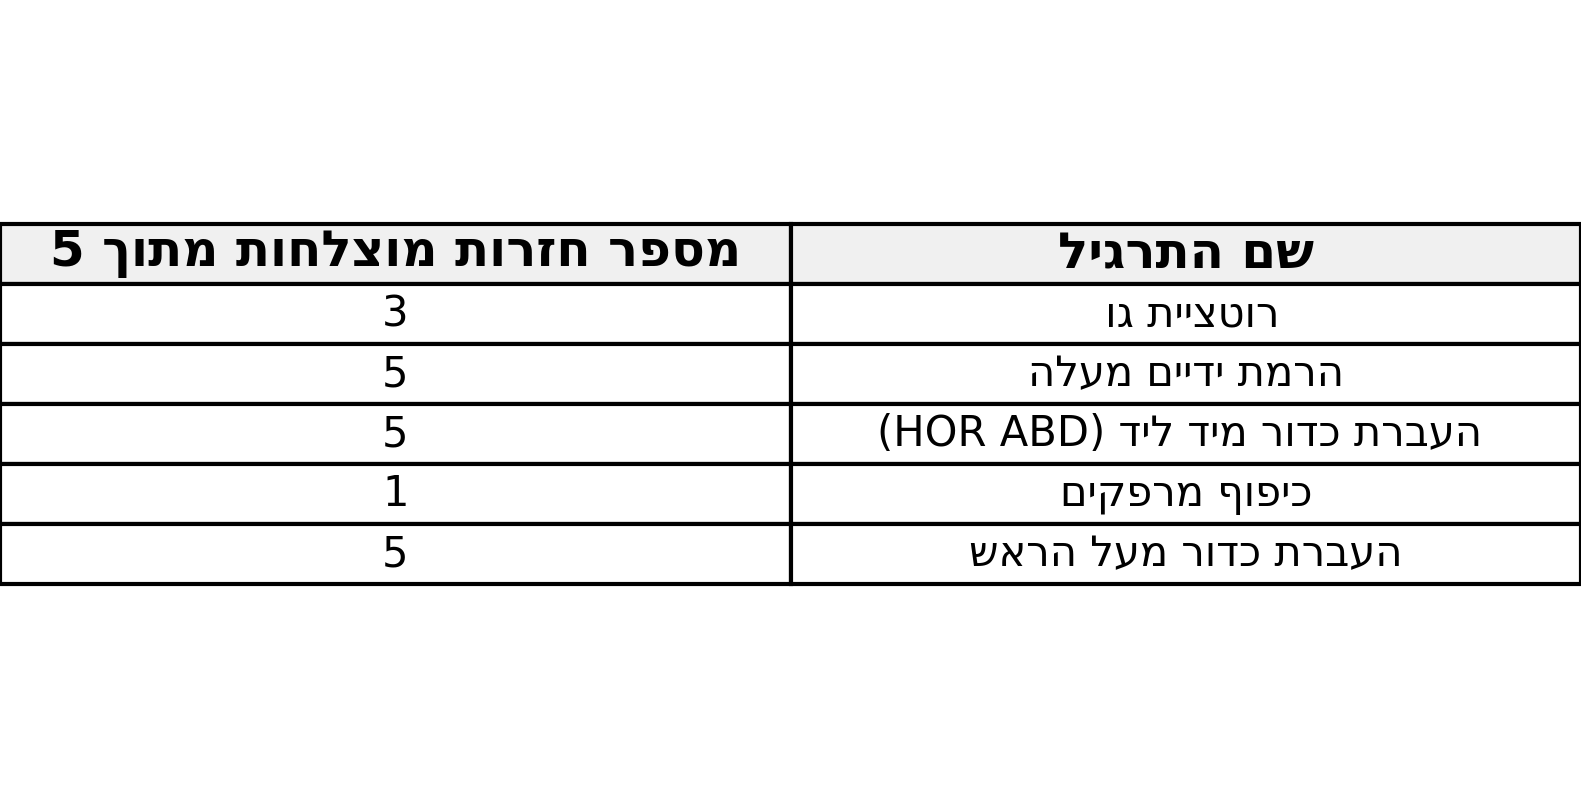 שם התרגיל מספר חזרות מוצלחות מתוך 5
רוטציית גו 3
הרמת ידיים מעלה 5
העברת כדור מיד ליד (HOR ABD) 5
כיפוף מרפקים 1
העברת כדור מעל הראש 5